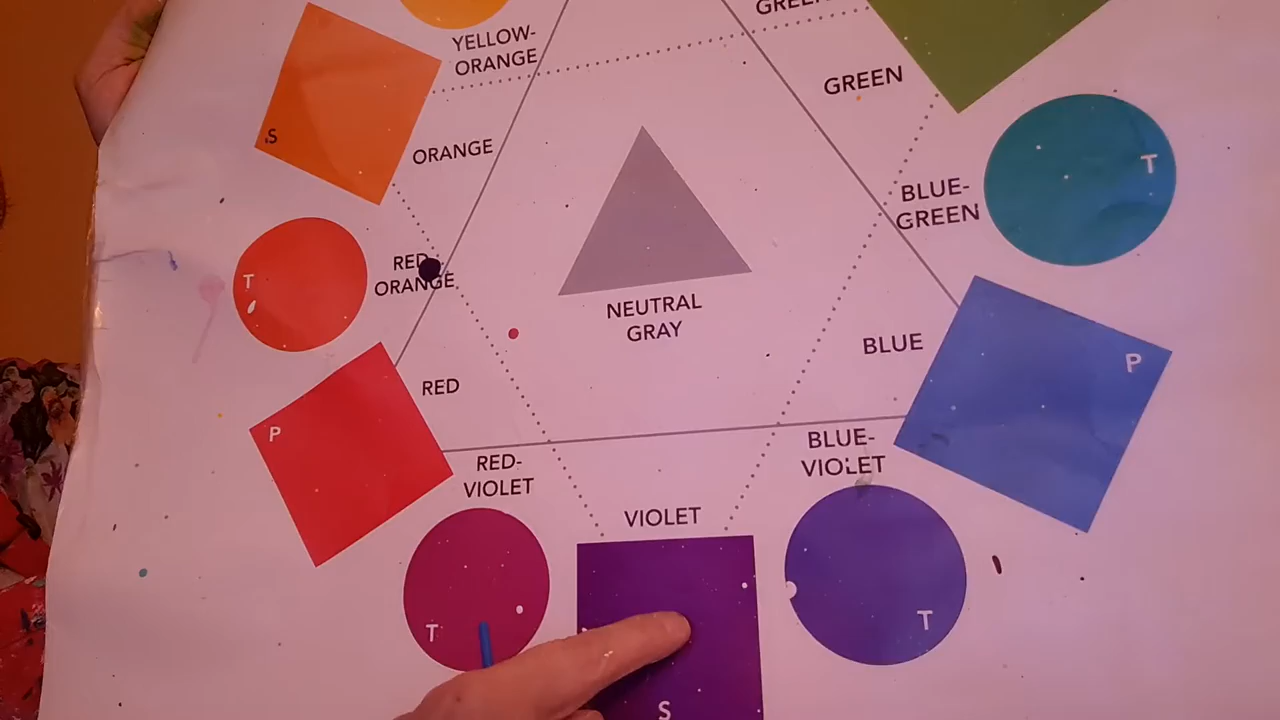 YELLOW-
ORANGE
GREEN
S
ORANGE
T
BLUE-
GREEN
T
RED
ORANGE
NEUTRAL
GRAY
BLUE
P
RED
P
RED-
VIOLET
BLUE-
VIOLET
VIOLET
T
T
S